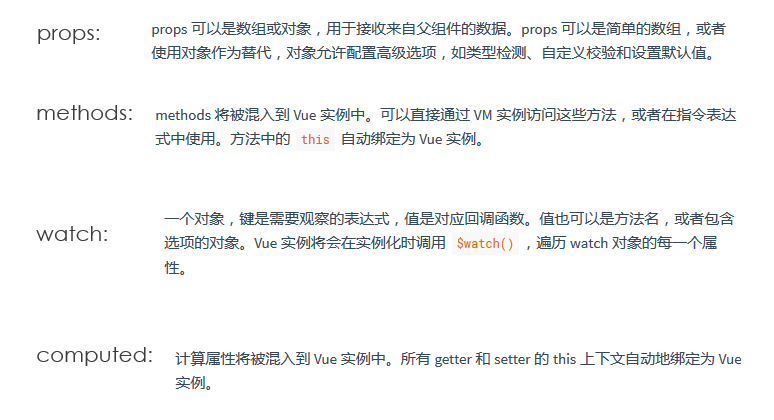 props:
props 可以是数组或对象，用于接收来自父组件的数据。props 可以是简单的数组，或者
使用对象作为替代，对象允许配置高级选项，如类型检测、自定义校验和设置默认值。
methods:
methods 将被混入到 Vue 实例中。可以直接通过 VM 实例访问这些方法，或者在指令表达
式中使用。方法中的 this 自动绑定为 Vue 实例。
watch:
一个对象，键是需要观察的表达式，值是对应回调函数。值也可以是方法名，或者包含
选项的对象。Vue 实例将会在实例化时调用 $watch() ，遍历 watch 对象的每一个属
性。
computed:
计算属性将被混入到 Vue 实例中。所有 getter 和 setter 的 this 上下文自动地绑定为 Vue
实例。